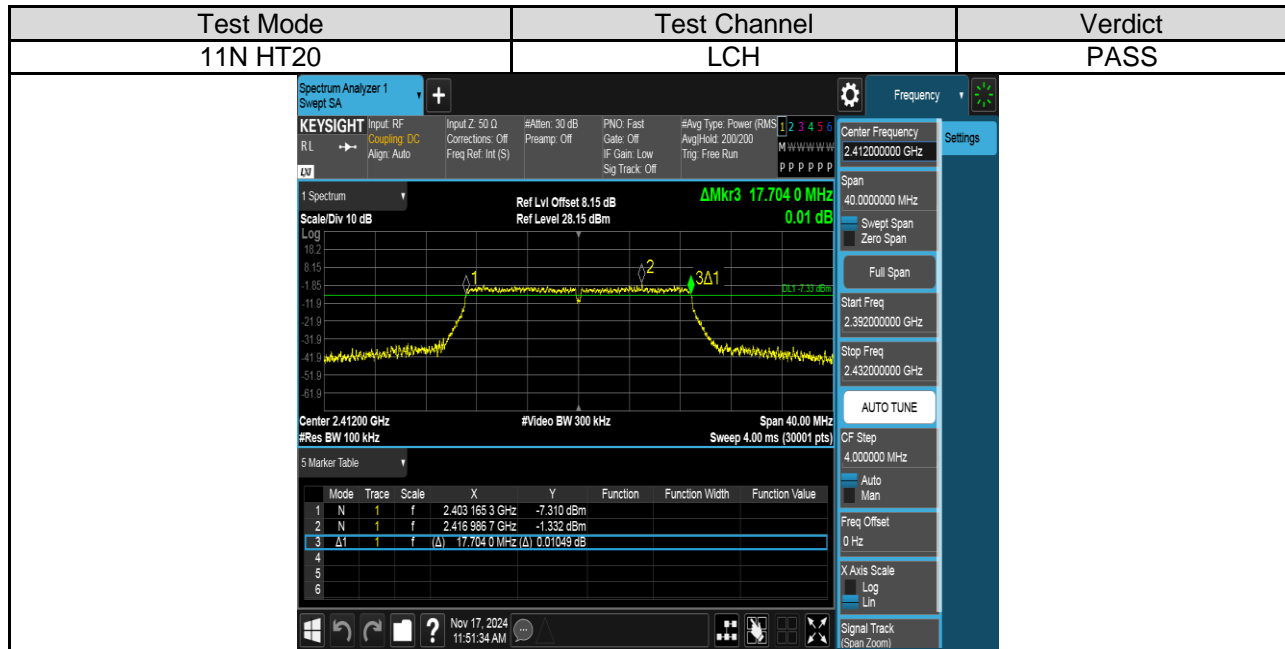 Test Mode Test Channel Verdict
11N HT20 LCH PASS
Spectrum Analyzer 1
Swept SA
+
Frequency
KEYSIGHT
RL
LXI
Input: RF
Coupling: DC
Align: Auto
Input Z: 50 Ω
Corrections: Off
Freq Ref: Int (S)
#Atten: 30 dB
Preamp: Off
PNO: Fast
Gate: Off
IF Gain: Low
Sig Track: Off
#Avg Type: Power (RMS
Avg|Hold: 200/200
Trig: Free Run
1 2 3 4 5 6
M W W W W W
P P P P P P
1 Spectrum
Scale/Div 10 dB
Ref Lvl Offset 8.15 dB
Ref Level 28.15 dBm
ΔMkr3 17.704 0 MHz
0.01 dB
Log
18.2
8.15
-1.85
-11.9
-21.9
-31.9
-41.9
-51.9
-61.9
1
2
3Δ1
DL1 -7.33 dBm
Center 2.41200 GHz #Video BW 300 kHz Span 40.00 MHz
#Res BW 100 kHz Sweep 4.00 ms (30001 pts)
5 Marker Table
Mode Trace Scale X Y Function Function Width Function Value
1 N 1 f 2.403 165 3 GHz -7.310 dBm
2 N 1 f 2.416 986 7 GHz -1.332 dBm
3 Δ1 1 f (Δ) 17.704 0 MHz (Δ) 0.01049 dB
4
5
6
?
Nov 17, 2024
11:51:34 AM
Center Frequency
2.412000000 GHz
Settings
Span
40.0000000 MHz
Swept Span
Zero Span
Full Span
Start Freq
2.392000000 GHz
Stop Freq
2.432000000 GHz
AUTO TUNE
CF Step
4.000000 MHz
Auto
Man
Freq Offset
0 Hz
X Axis Scale
Log
Lin
Signal Track
(Span Zoom)